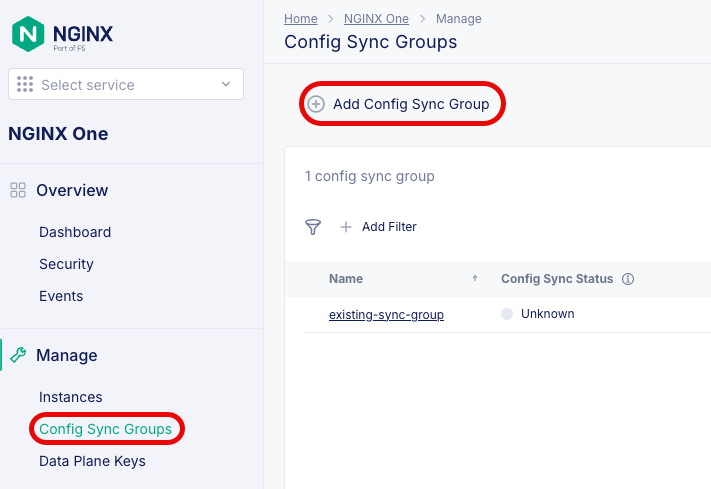 NGINX
Part of F5
Select service
NGINX One
Overview
Dashboard
Security
Events
Manage
Instances
Config Sync Groups
Data Plane Keys
Home > NGINX One > Manage
Config Sync Groups
Add Config Sync Group
1 config sync group
Add Filter
Name Config Sync Status
existing-sync-group Unknown